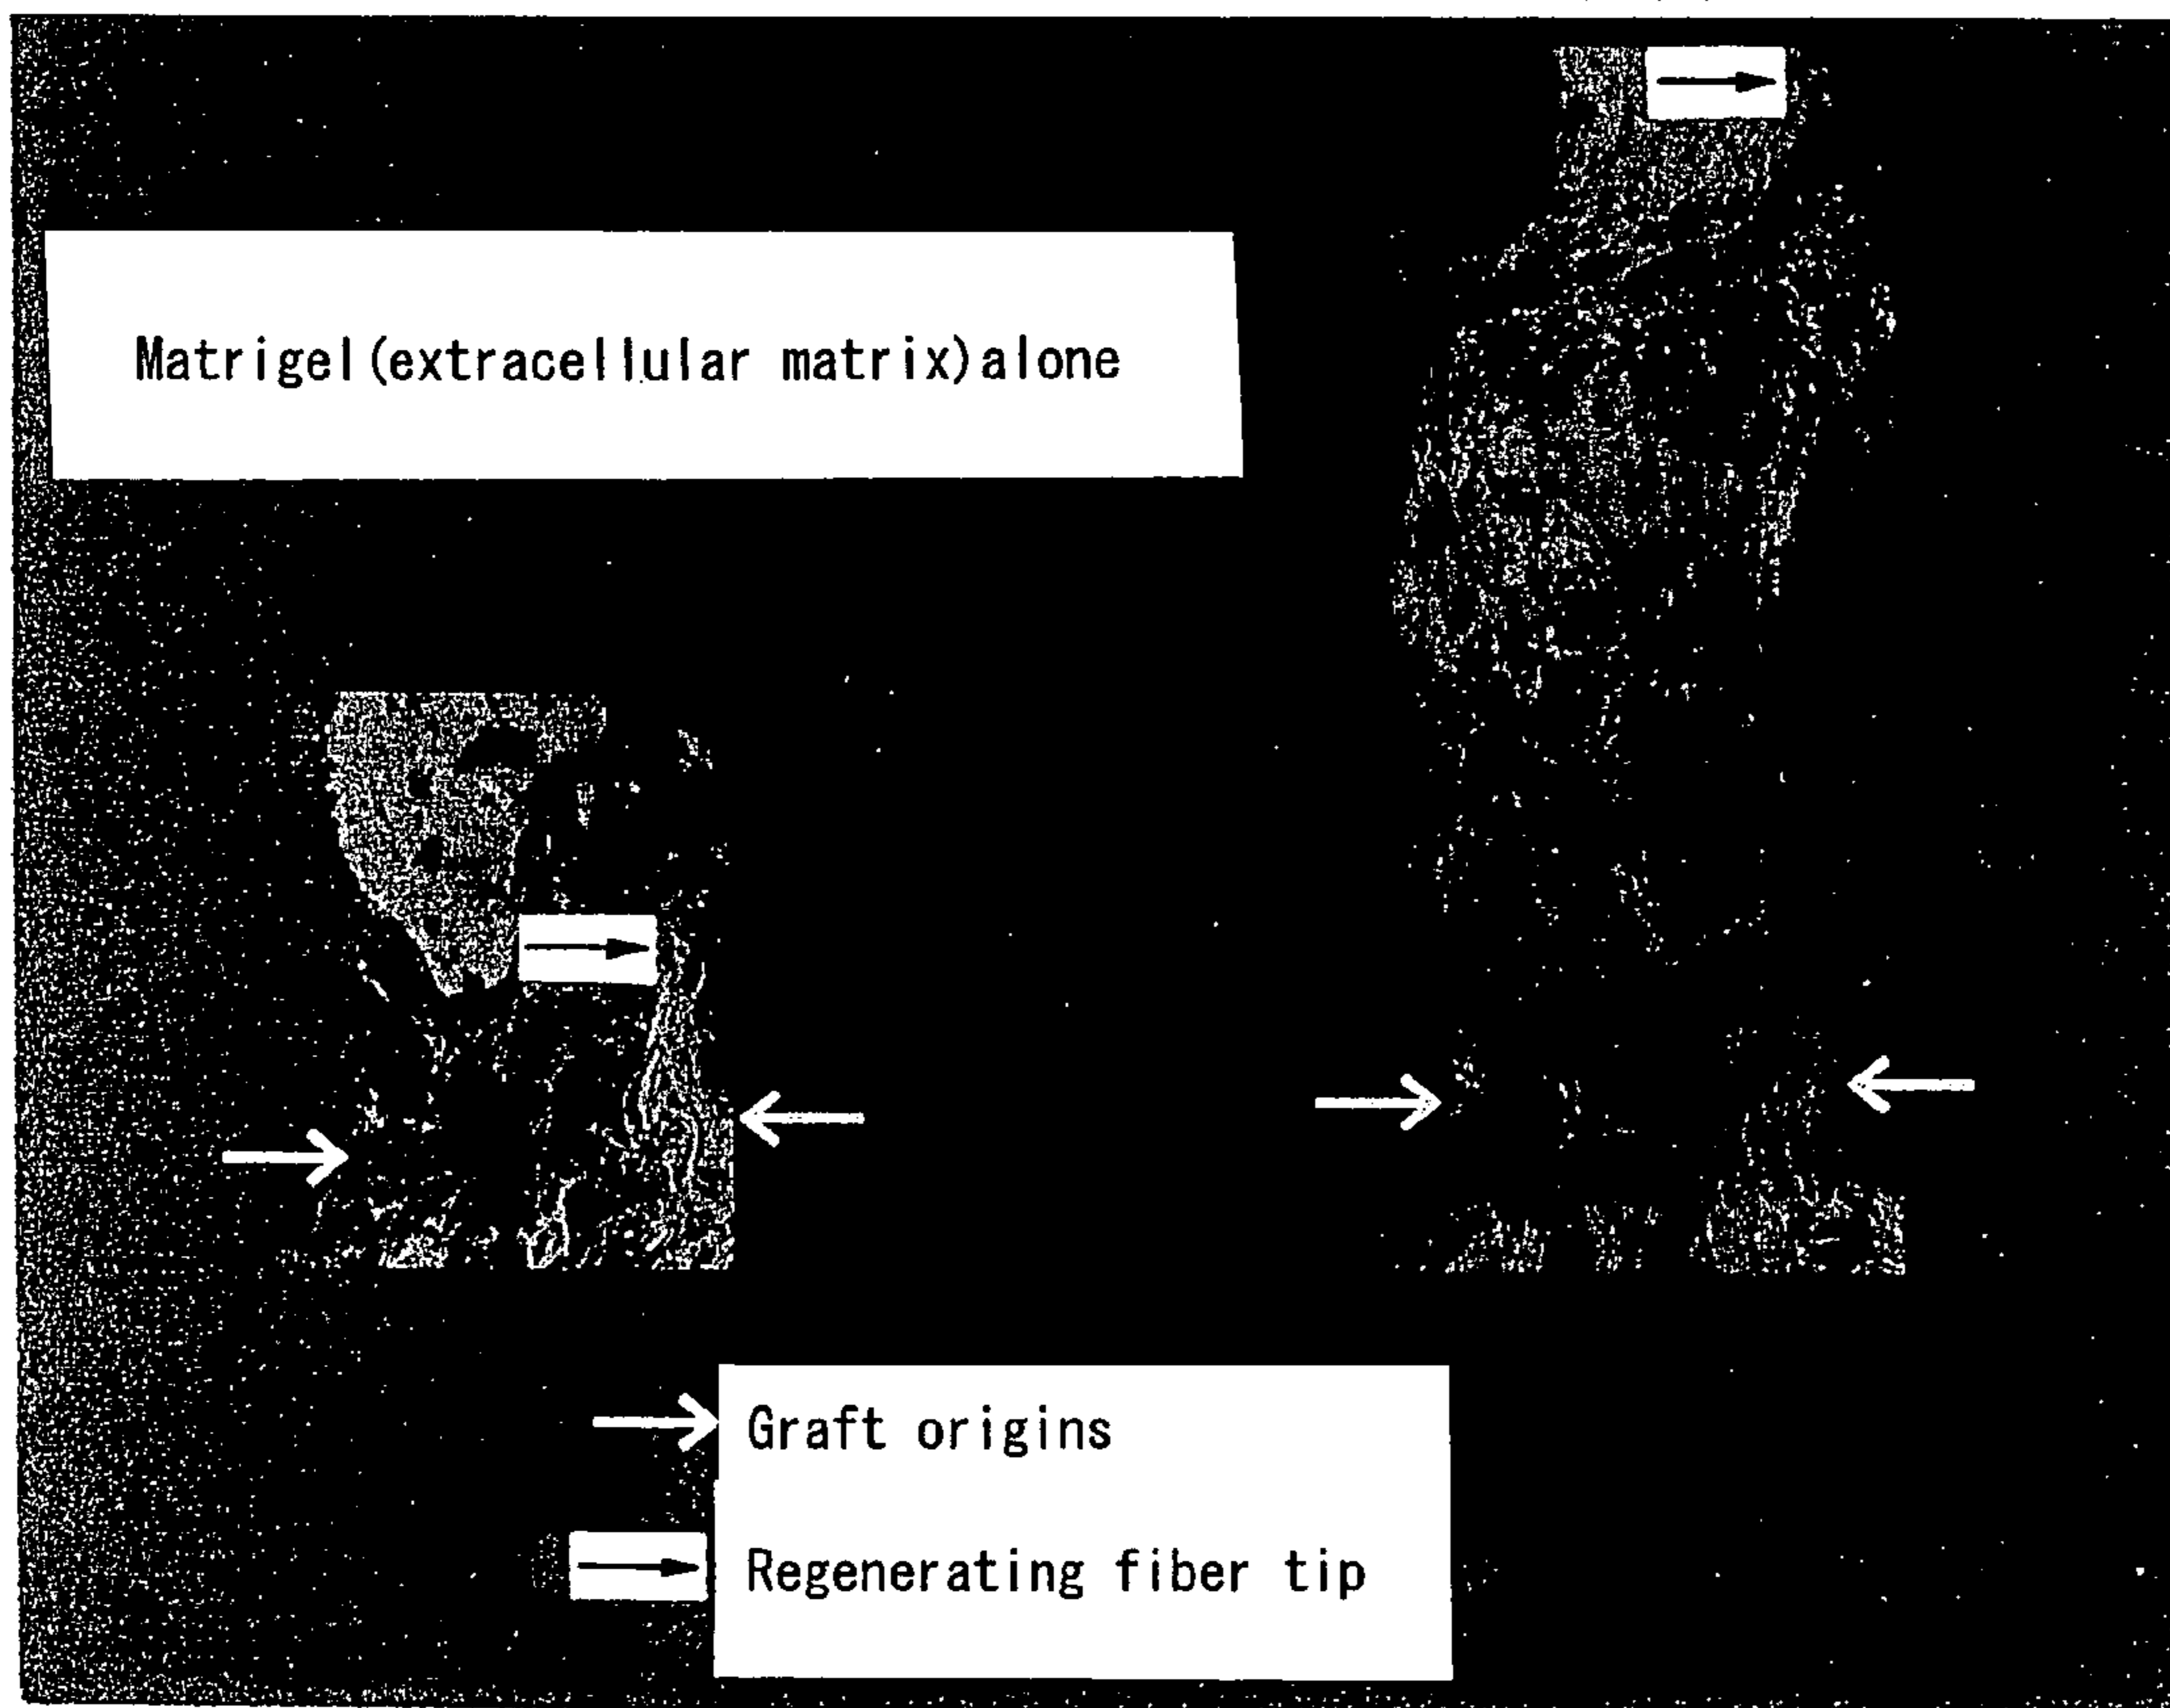 Matrigel(extracellular matrix)alone
Graft origins
Regenerating fiber tip